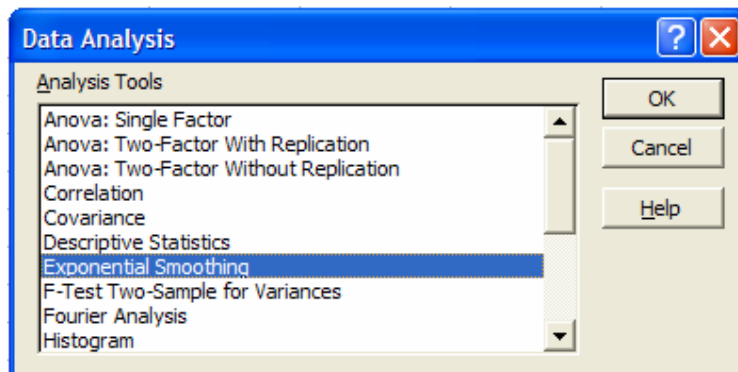 Data Analysis
?
Analysis Tools
Anova: Single Factor
Anova: Two-Factor With Replication
Anova: Two-Factor Without Replication
Correlation
Covariance
Descriptive Statistics
Exponential Smoothing
F-Test Two-Sample for Variances
Fourier Analysis
Histogram
OK
Cancel
Help